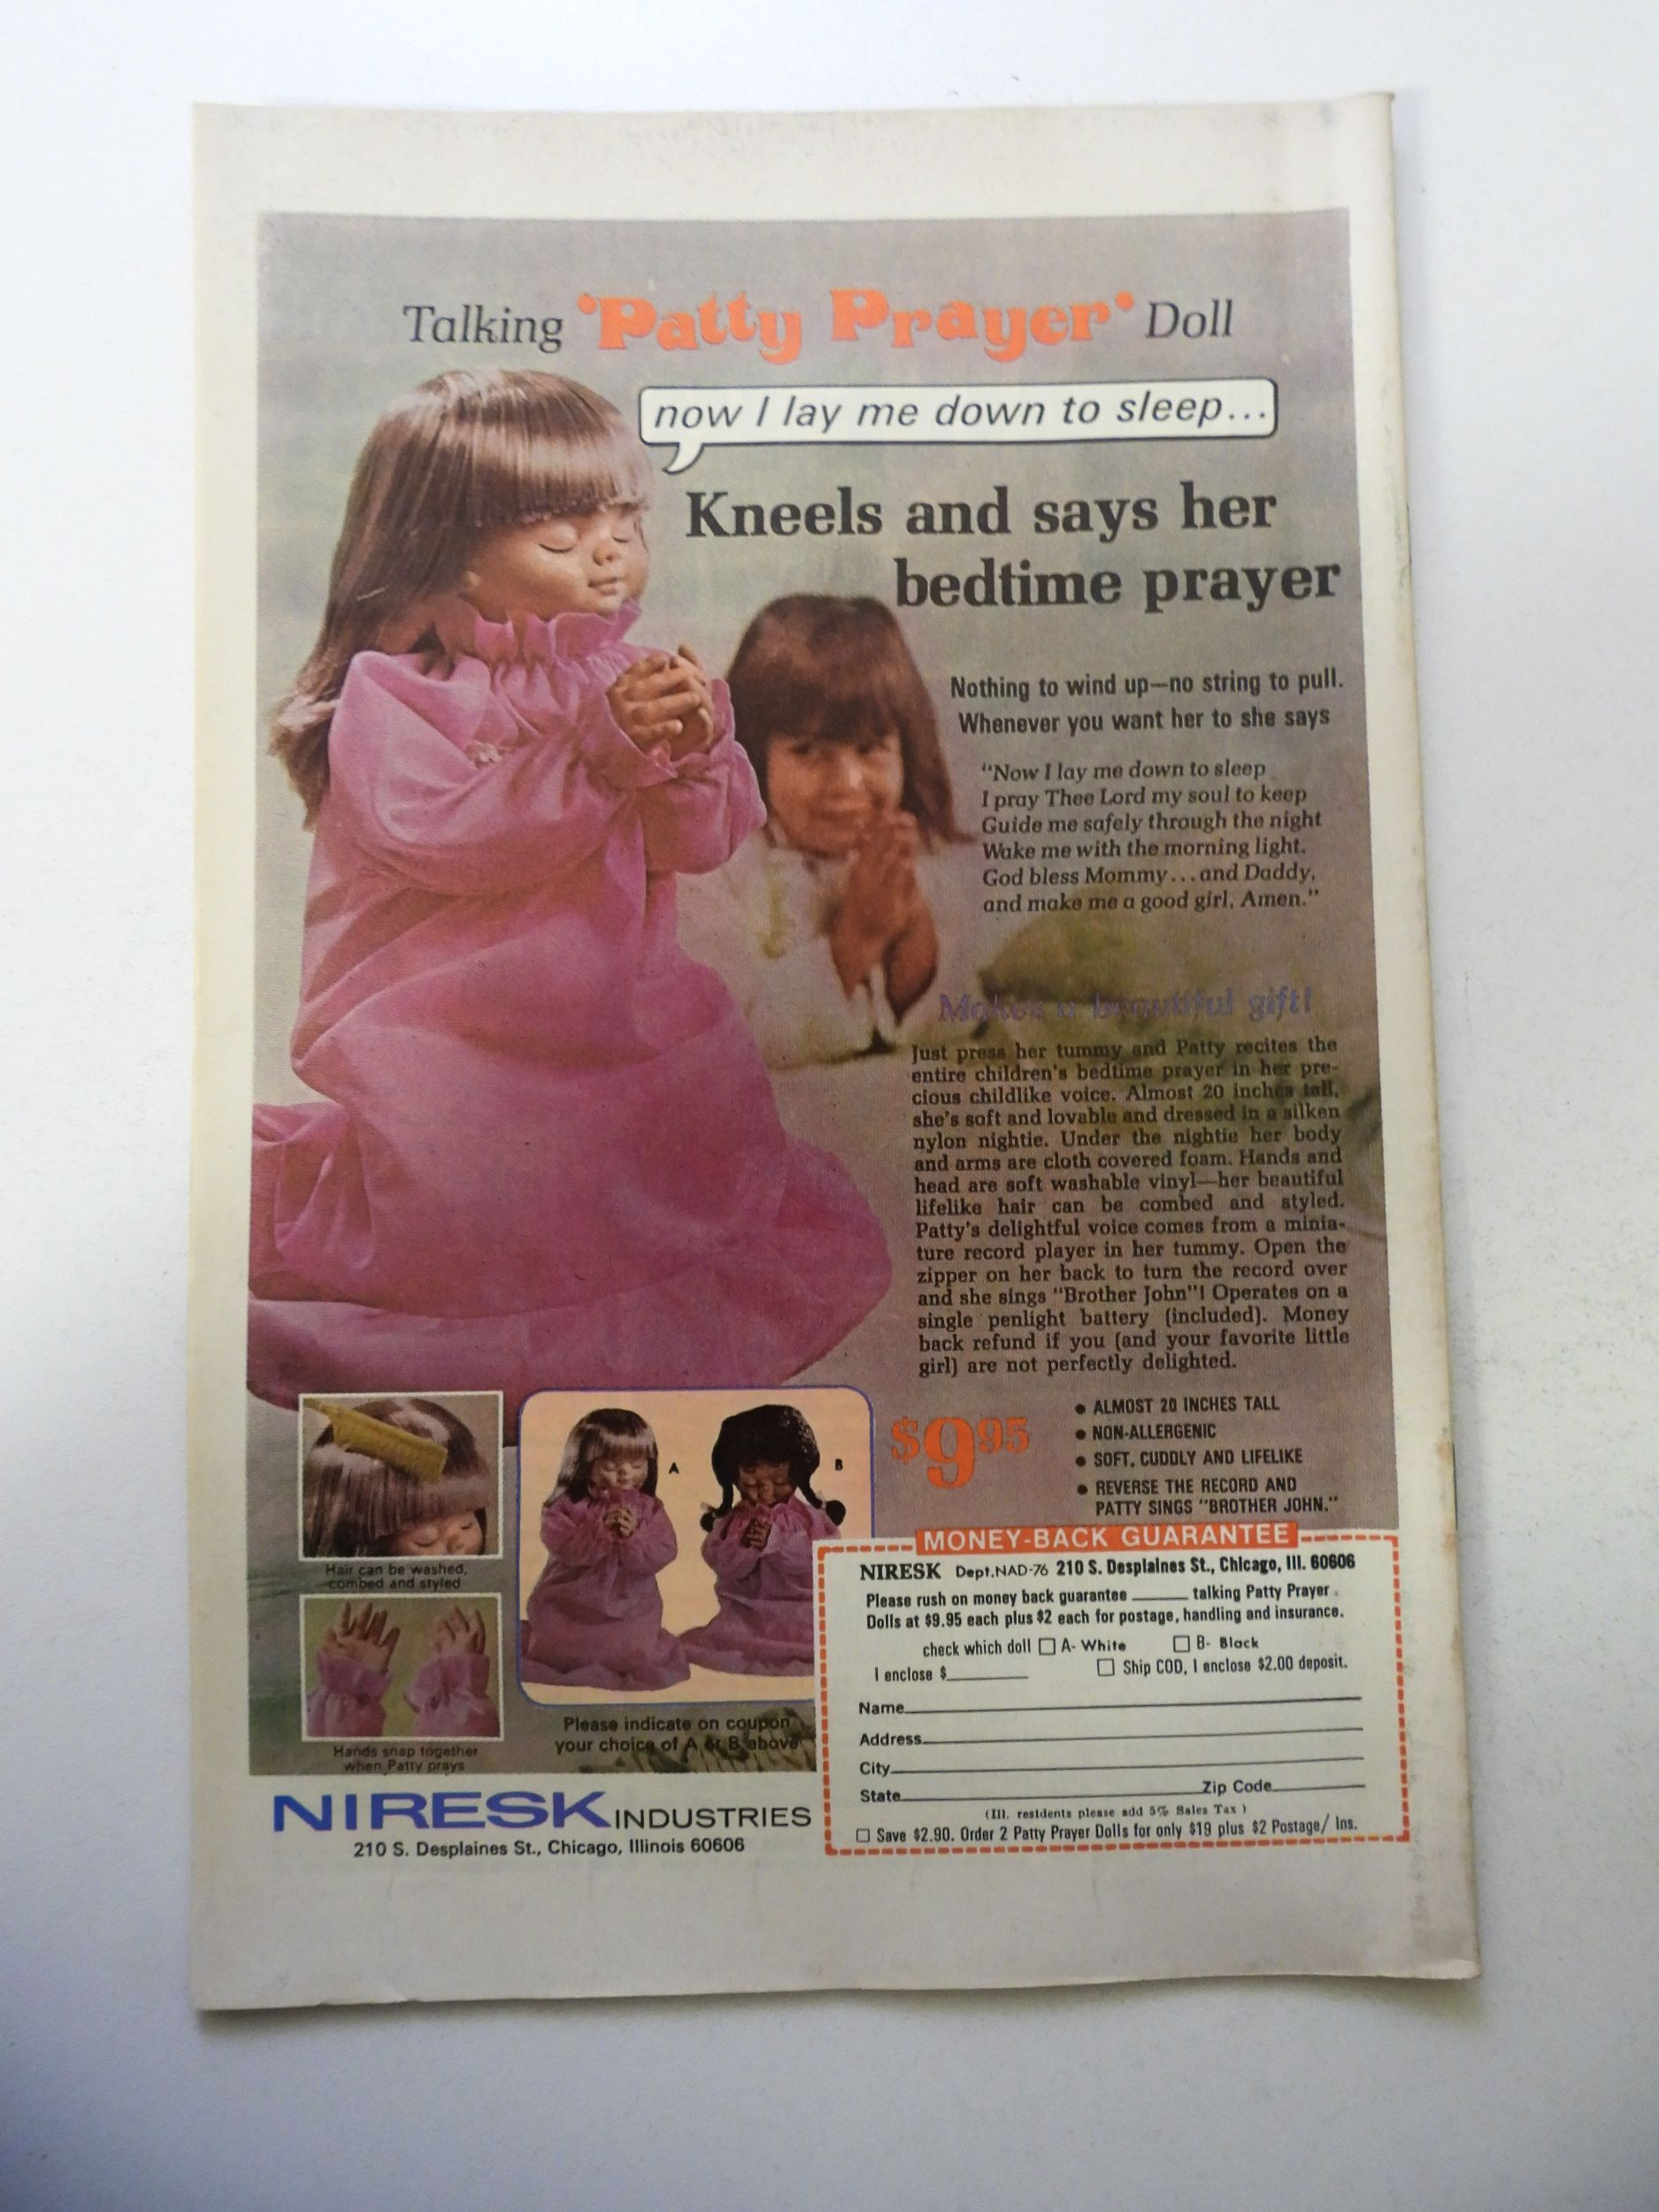 Talking 'Patty Prayer' Doll
now I lay me down to sleep...
Kneels and says her
bedtime prayer
Nothing to wind up—no string to pull.
Whenever you want her to she says
"Now I lay me down to sleep
I pray Thee Lord my soul to keep
Guide me safely through the night
Wake me with the morning light.
God bless Mommy...and Daddy,
and make me a good girl, Amen."
Makes a beautiful gift!
Just press her tummy and Patty recites the
entire children's bedtime prayer in her pre-
cious childlike voice. Almost 20 inches tall,
she's soft and lovable and dressed in a silken
nylon nightie. Under the nightie her body
and arms are cloth covered foam. Hands and
head are soft washable vinyl—her beautiful
lifelike hair can be combed and styled.
Patty's delightful voice comes from a minia-
ture record player in her tummy. Open the
zipper on her back to turn the record over
and she sings "Brother John"! Operates on a
single penlight battery (included). Money
back refund if you (and your favorite little
girl) are not perfectly delighted.
$9.95
• ALMOST 20 INCHES TALL
• NON-ALLERGENIC
• SOFT, CUDDLY AND LIFELIKE
• REVERSE THE RECORD AND
PATTY SINGS "BROTHER JOHN."
Hair can be washed,
combed and styled
Hands snap together
when Patty prays
A
B
Please indicate on coupon
your choice of A or B above
NIRESK INDUSTRIES
210 S. Desplaines St., Chicago, Illinois 60606
MONEY-BACK GUARANTEE
NIRESK Dept.NAD-76 210 S. Desplaines St., Chicago, Ill. 60606
Please rush on money back guarantee ______ talking Patty Prayer
Dolls at $9.95 each plus $2 each for postage, handling and insurance.
check which doll □ A- White □ B- Black
I enclose $________ □ Ship COD, I enclose $2.00 deposit.
Name
Address
City
State Zip Code
(Ill. residents please add 5% Sales Tax)
□ Save $2.90. Order 2 Patty Prayer Dolls for only $19 plus $2 Postage/ Ins.